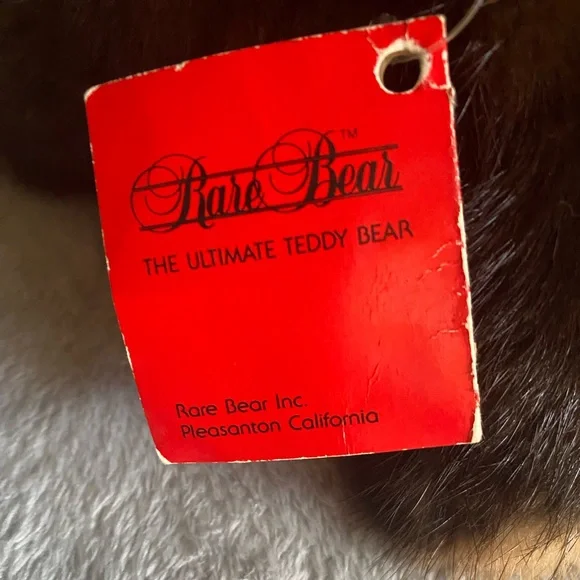 Rare Bear™
THE ULTIMATE TEDDY BEAR
Rare Bear Inc.
Pleasanton California